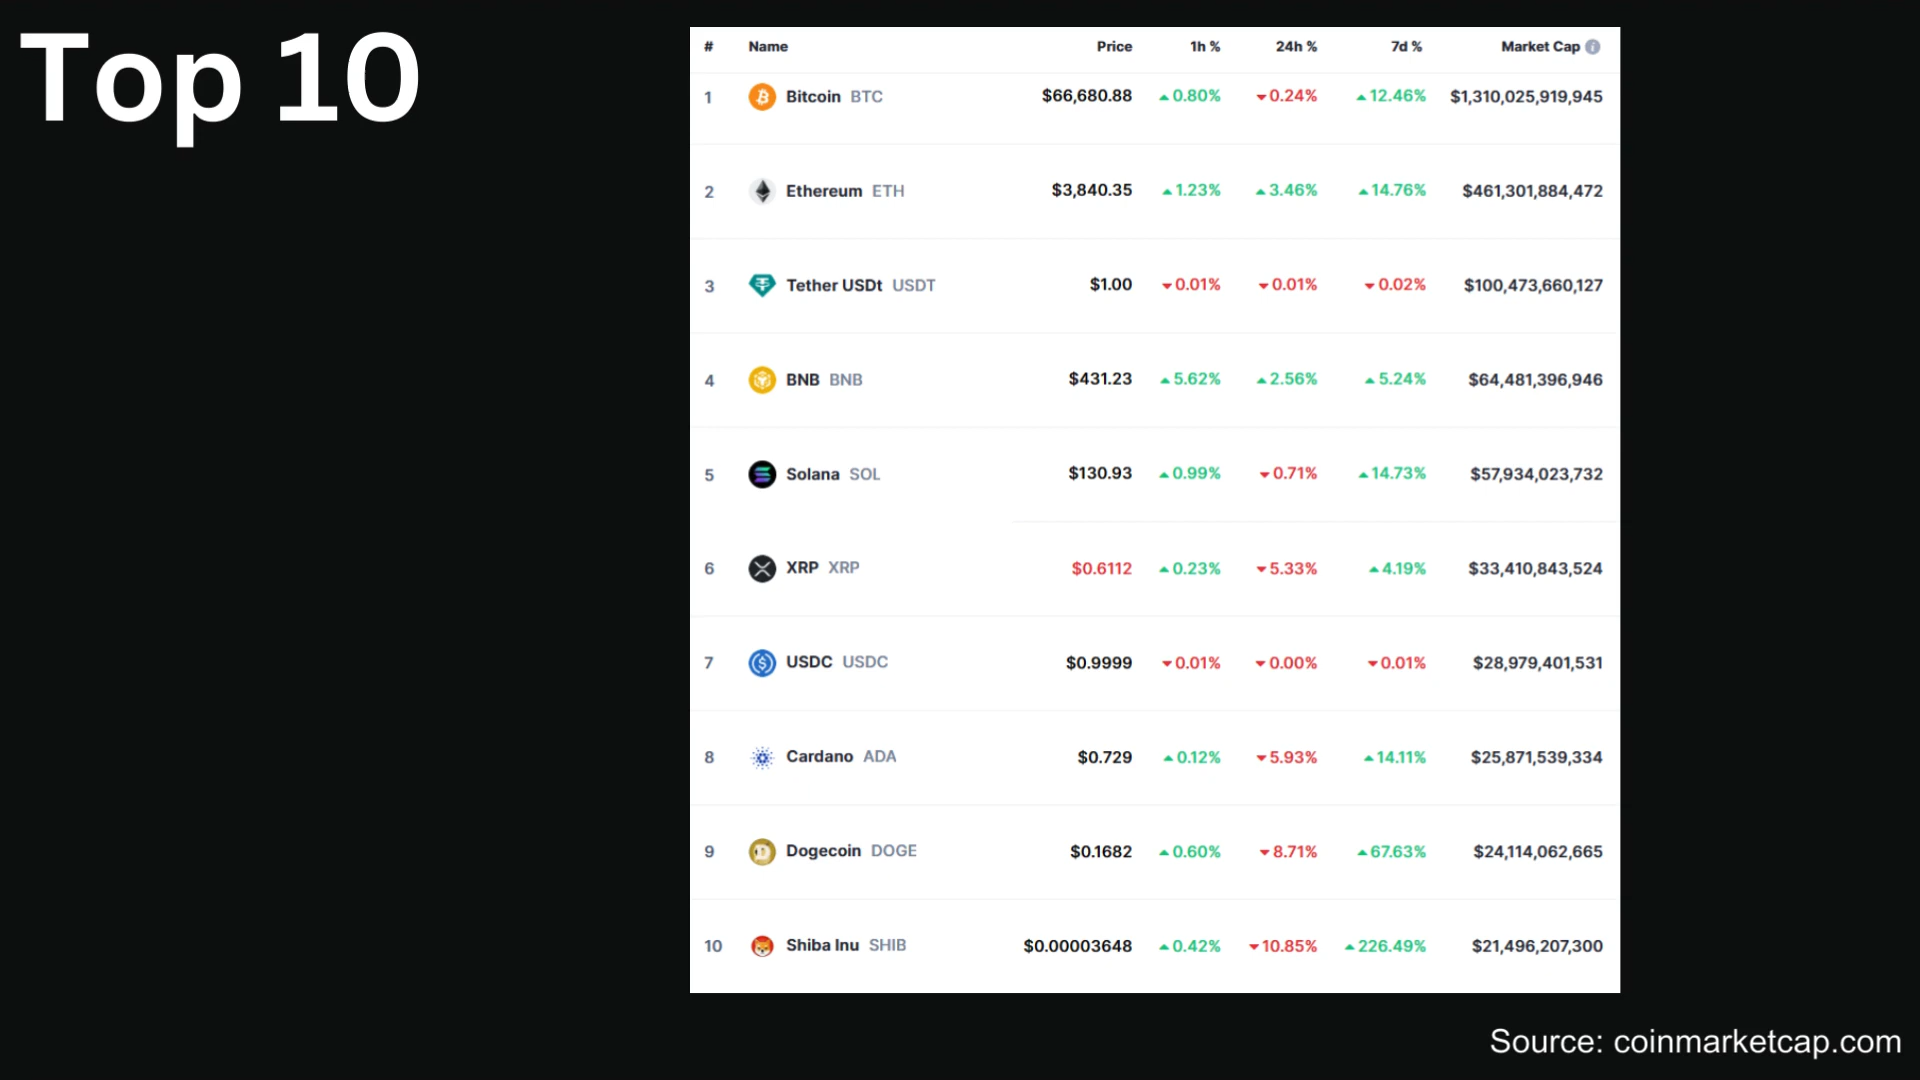 Top 10
# Name Price 1h % 24h % 7d % Market Cap
1 Bitcoin BTC $66,680.88 0.80% 0.24% 12.46% $1,310,025,919,945
2 Ethereum ETH $3,840.35 1.23% 3.46% 14.76% $461,301,884,472
3 Tether USDt USDT $1.00 0.01% 0.01% 0.02% $100,473,660,127
4 BNB BNB $431.23 5.62% 2.56% 5.24% $64,481,396,946
5 Solana SOL $130.93 0.99% 0.71% 14.73% $57,934,023,732
6 XRP XRP $0.6112 0.23% 5.33% 4.19% $33,410,843,524
7 USDC USDC $0.9999 0.01% 0.00% 0.01% $28,979,401,531
8 Cardano ADA $0.729 0.12% 5.93% 14.11% $25,871,539,334
9 Dogecoin DOGE $0.1682 0.60% 8.71% 67.63% $24,114,062,665
10 Shiba Inu SHIB $0.00003648 0.42% 10.85% 226.49% $21,496,207,300
Source: coinmarketcap.com